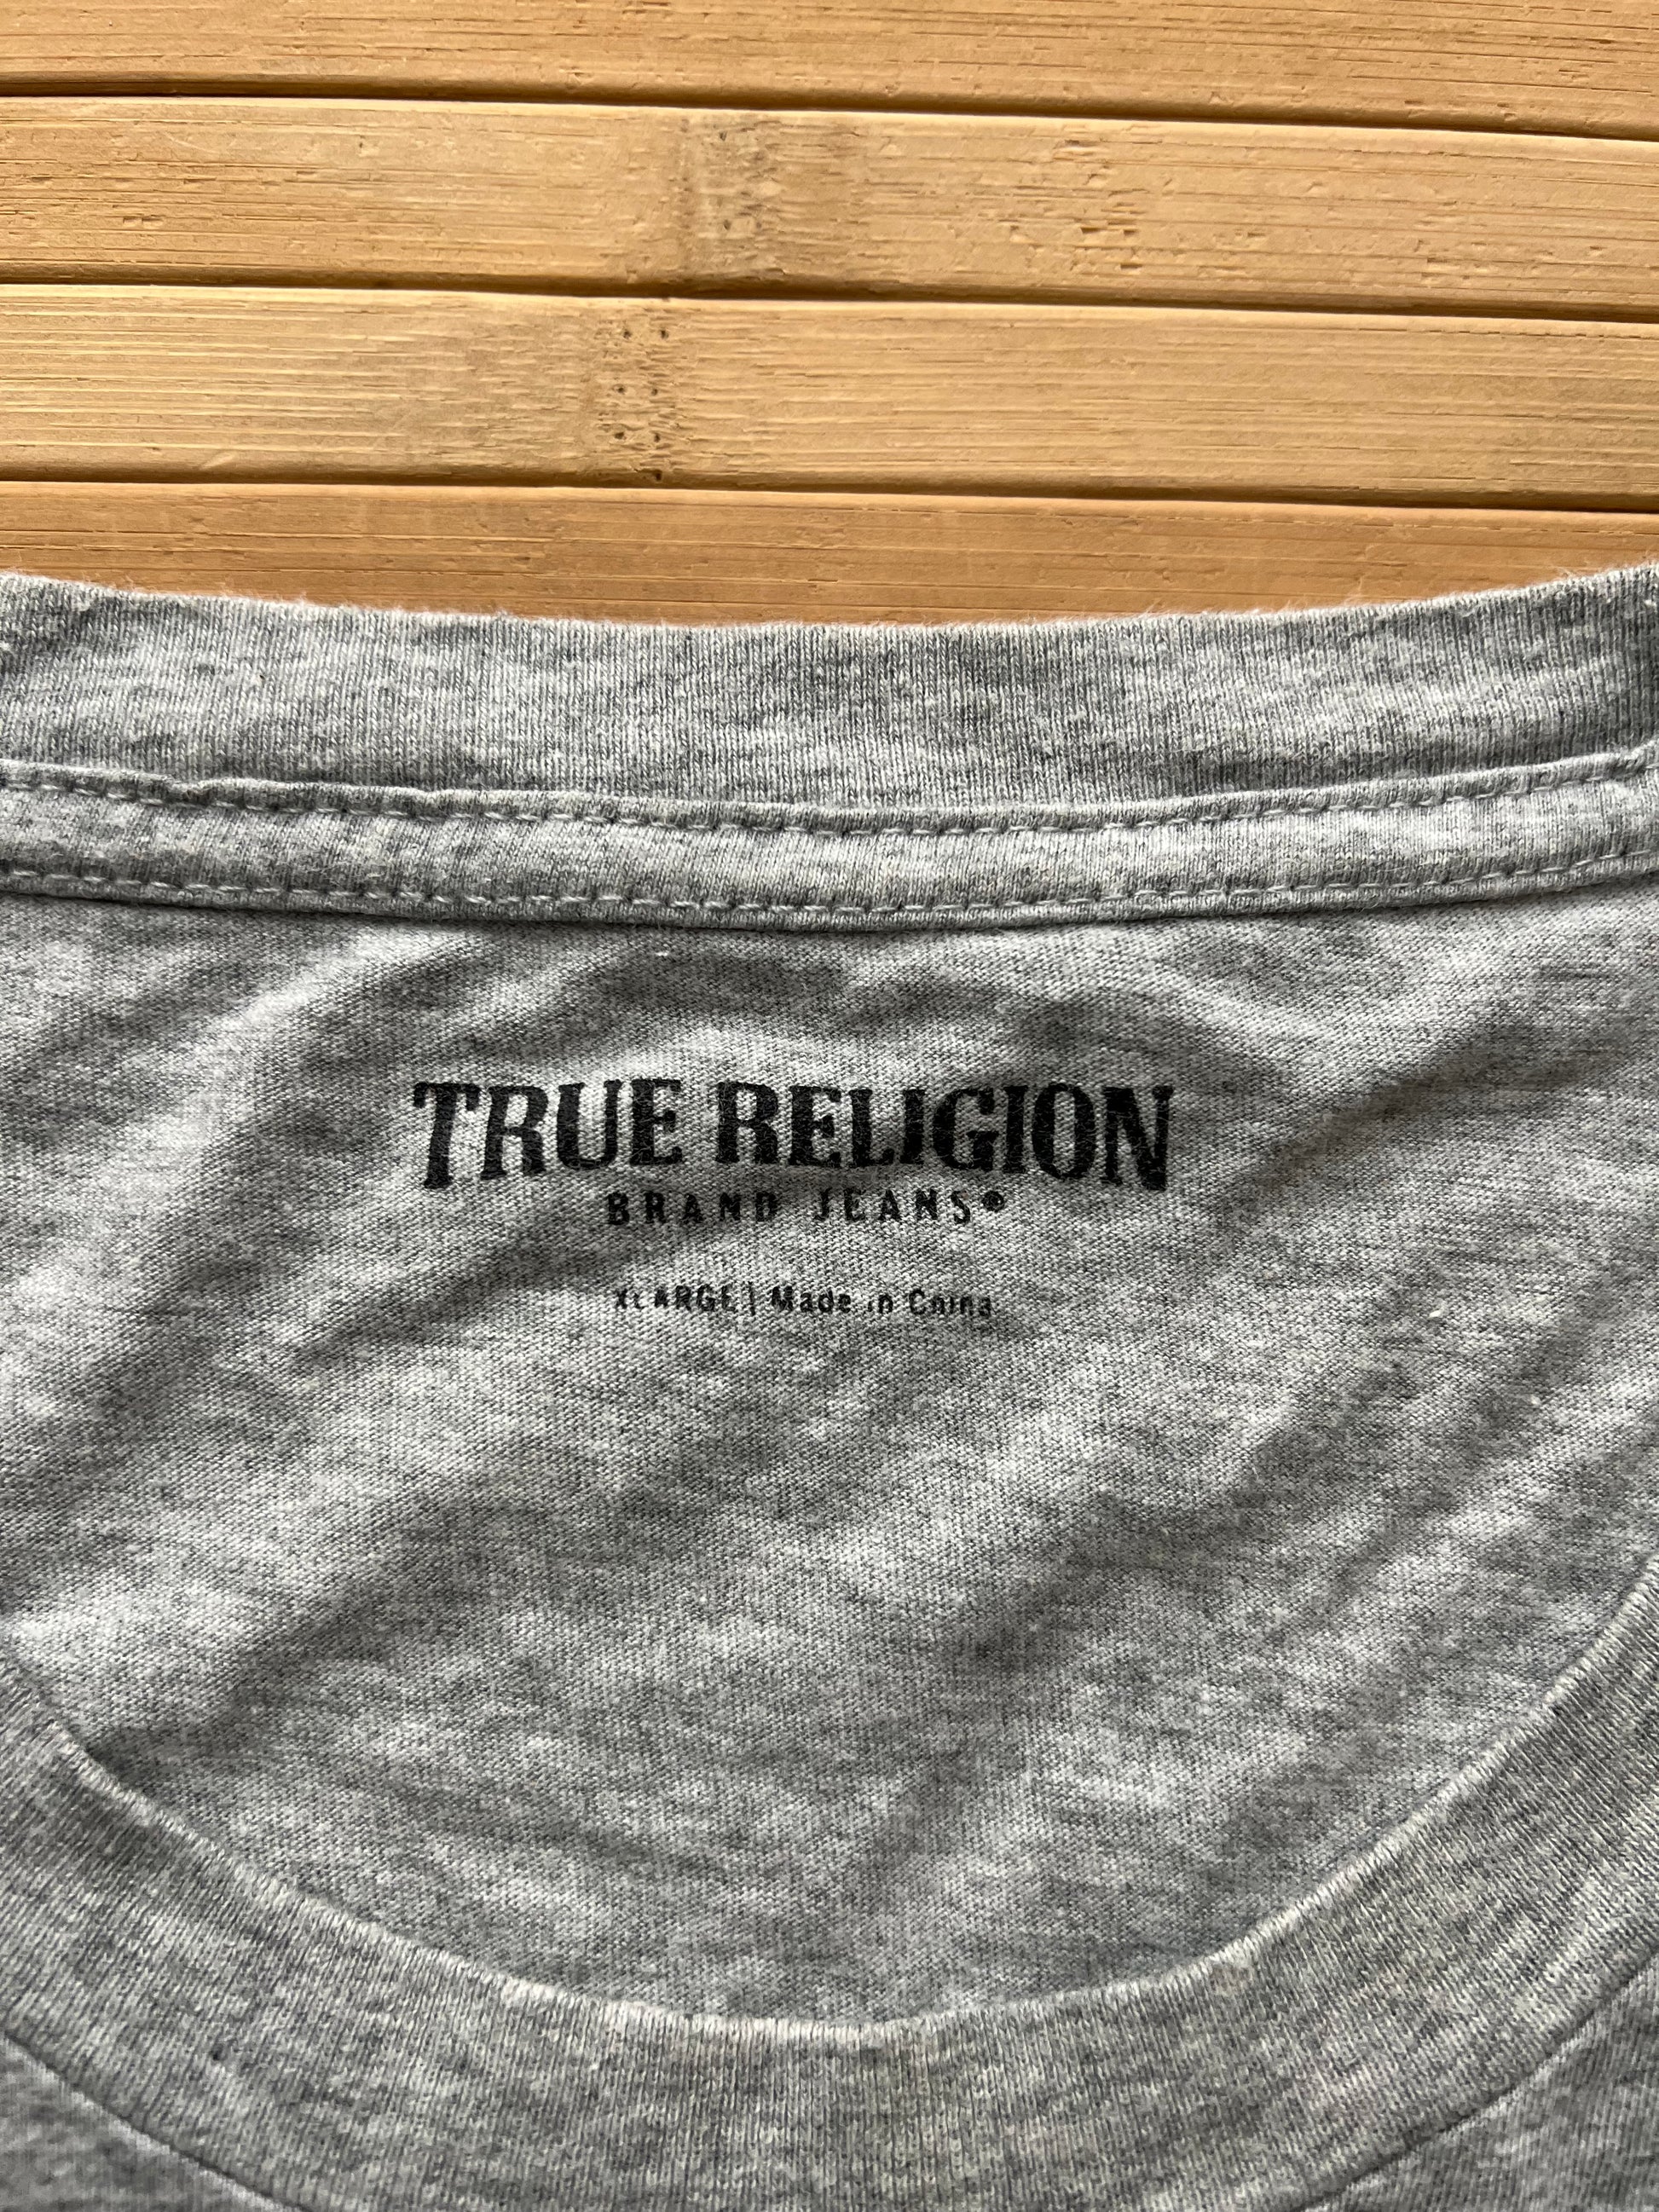 TRUE RELIGION
BRAND JEANS®
XLARGE | Made in China